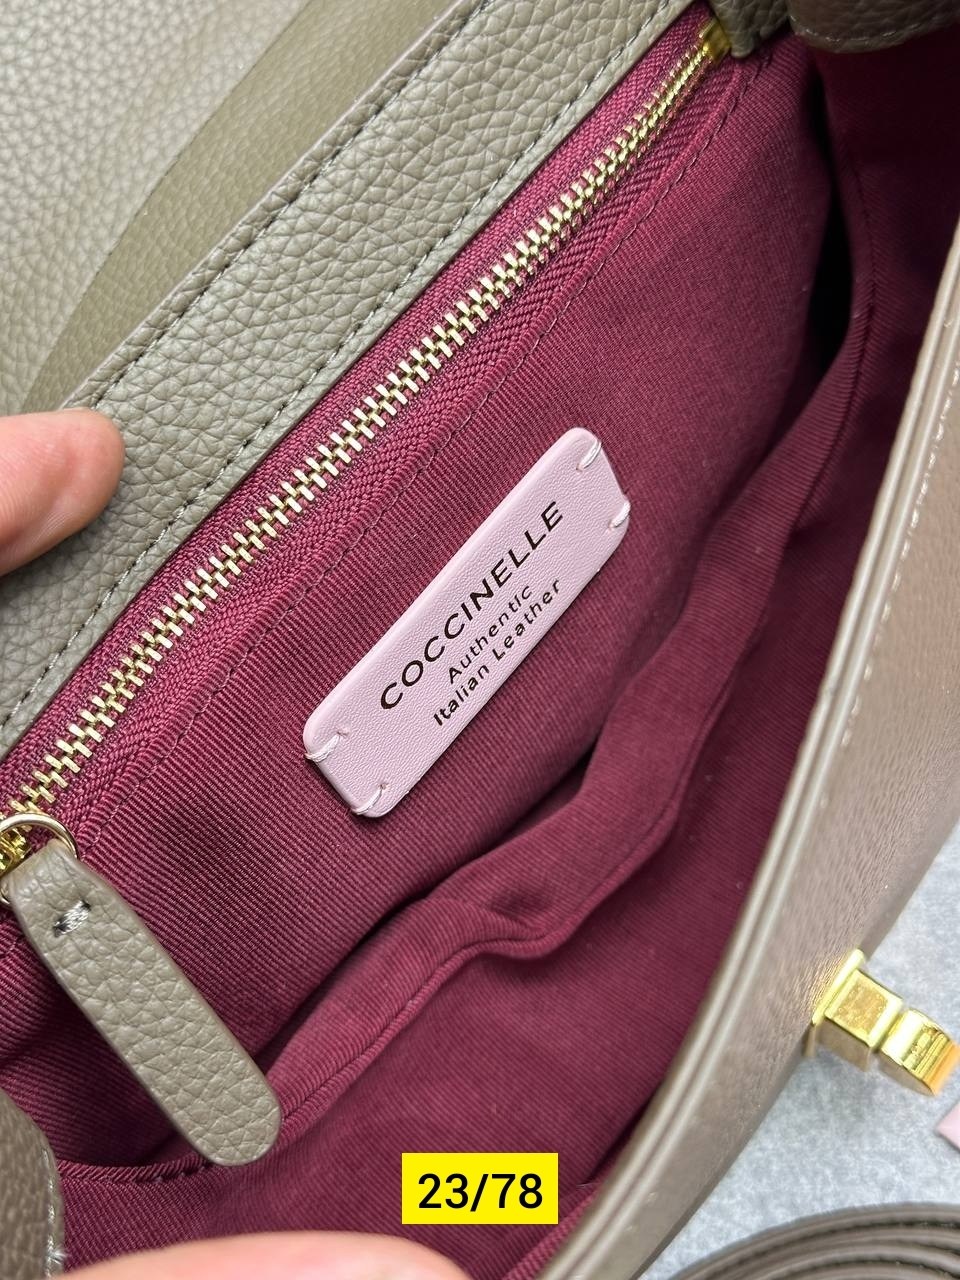 COCCINELLE
Authentic
Italian Leather
23/78